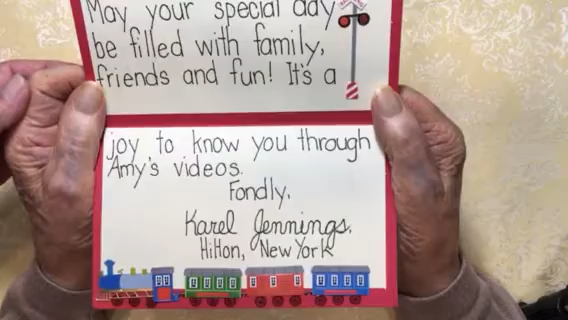 May your special day
be filled with family,
friends and fun! It's a
joy to know you through
Amy's videos.
Fondly,
Karel Jennings,
Hilton, New York